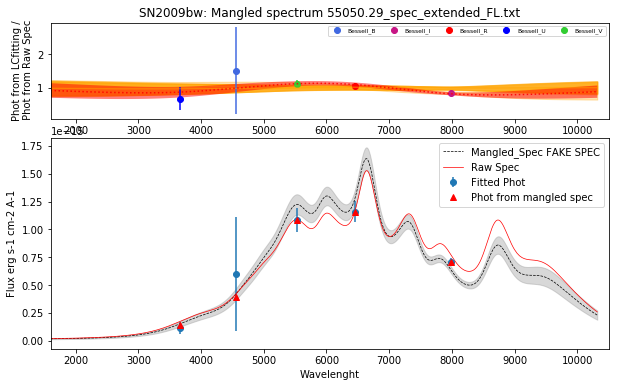 SN2009bw: Mangled spectrum 55050.29_spec_extended_FL.txt
Phot from LCfitting /
Phot from Raw Spec
2
1
Bessell_B
Bessell_I
Bessell_R
Bessell_U
Bessell_V
2000 3000 4000 5000 6000 7000 8000 9000 10000
Flux erg s-1 cm-2 A-1
1.75
1.50
1.25
1.00
0.75
0.50
0.25
0.00
Mangled_Spec FAKE SPEC
Raw Spec
Fitted Phot
Phot from mangled spec
2000 3000 4000 5000 6000 7000 8000 9000 10000
Wavelenght